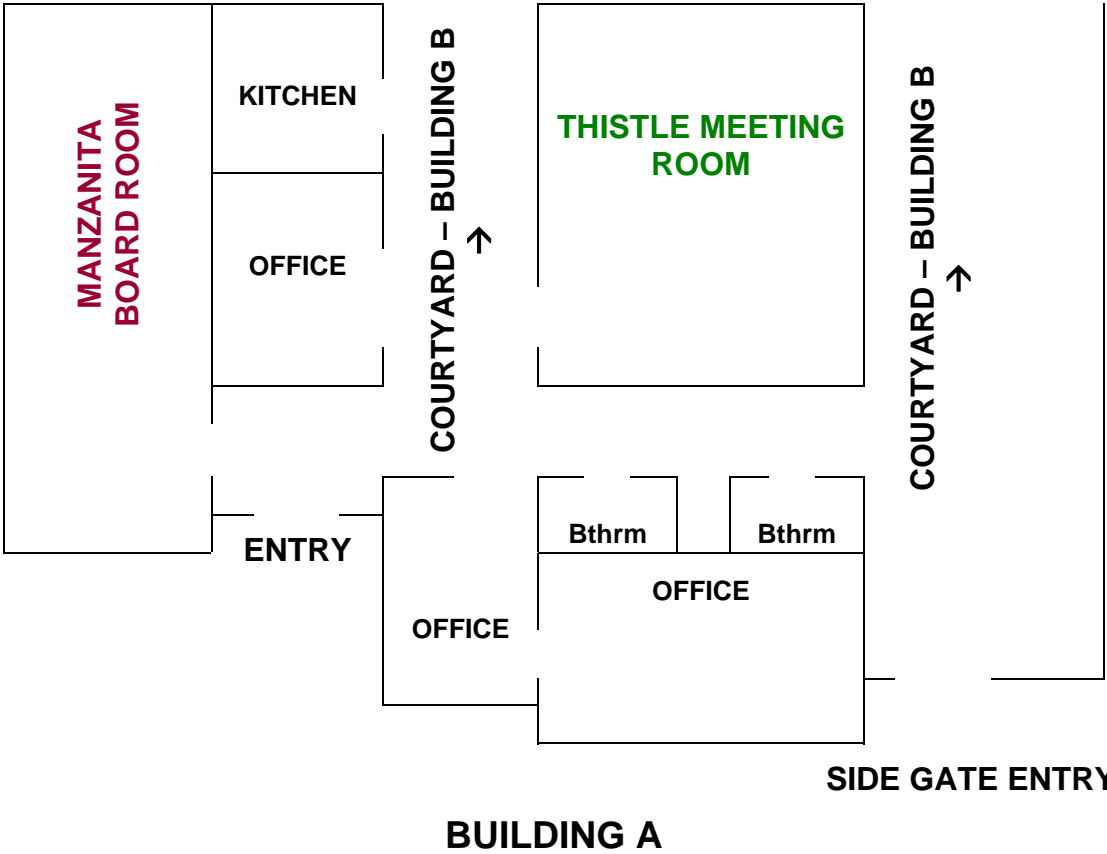 MANZANITA
BOARD ROOM
KITCHEN
OFFICE
COURTYARD – BUILDING B
THISTLE MEETING
ROOM
COURTYARD – BUILDING B
ENTRY
Bthrm
Bthrm
OFFICE
OFFICE
SIDE GATE ENTRY
BUILDING A